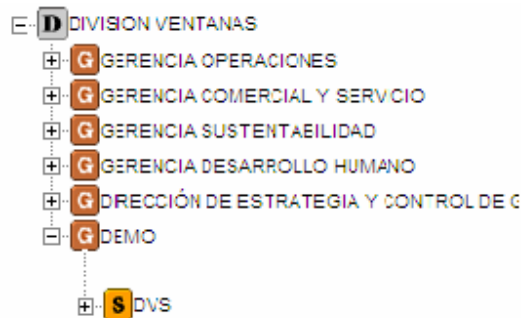 D DIVISION VENTANAS
G GERENCIA OPERACIONES
G GERENCIA COMERCIAL Y SERVICIO
G GERENCIA SUSTENTABILIDAD
G GERENCIA DESARROLLO HUMANO
G DIRECCIÓN DE ESTRATEGIA Y CONTROL DE G
G DEMO
S DVS